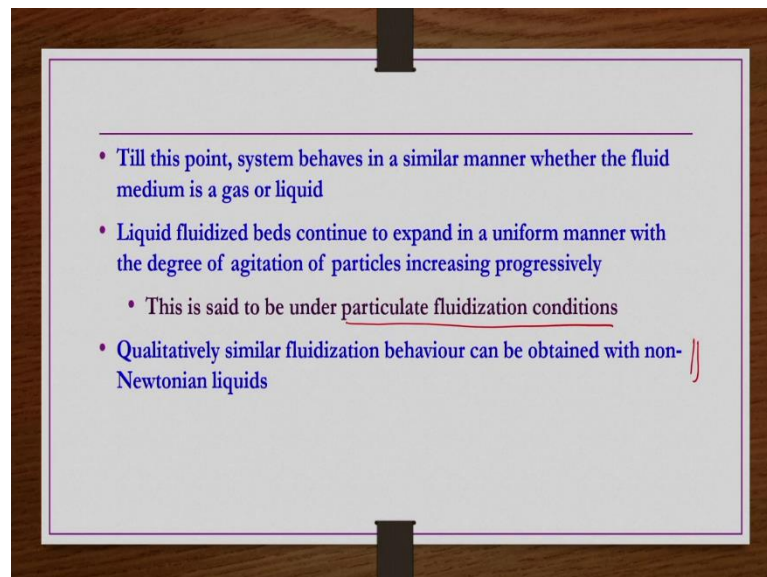 • Till this point, system behaves in a similar manner whether the fluid
medium is a gas or liquid
• Liquid fluidized beds continue to expand in a uniform manner with
the degree of agitation of particles increasing progressively
• This is said to be under particulate fluidization conditions
• Qualitatively similar fluidization behaviour can be obtained with non-
Newtonian liquids